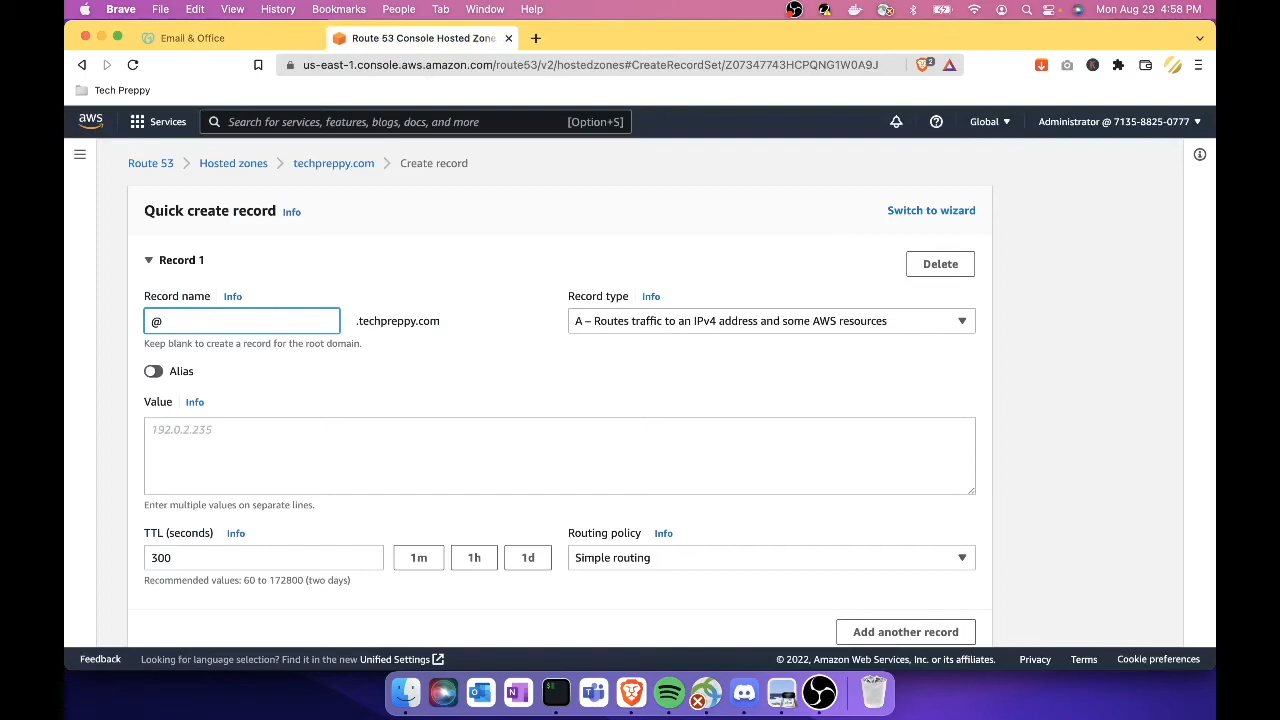 Brave File Edit View History Bookmarks People Tab Window Help Mon Aug 29 4:58 PM
Email & Office Route 53 Console Hosted Zone
us-east-1.console.aws.amazon.com/route53/v2/hostedzones#CreateRecordSet/Z07347743HCPQNG1W0A9J 2
Tech Preppy
aws Services Search for services, features, blogs, docs, and more [Option+S] Global Administrator @ 7135-8825-0777
Route 53 Hosted zones techpreppy.com Create record
Quick create record Info Switch to wizard
Record 1 Delete
Record name Info Record type Info
@ .techpreppy.com A – Routes traffic to an IPv4 address and some AWS resources
Keep blank to create a record for the root domain.
Alias
Value Info
192.0.2.235
Enter multiple values on separate lines.
TTL (seconds) Info Routing policy Info
300 1m 1h 1d Simple routing
Recommended values: 60 to 172800 (two days)
Add another record
Feedback Looking for language selection? Find it in the new Unified Settings © 2022, Amazon Web Services, Inc. or its affiliates. Privacy Terms Cookie preferences